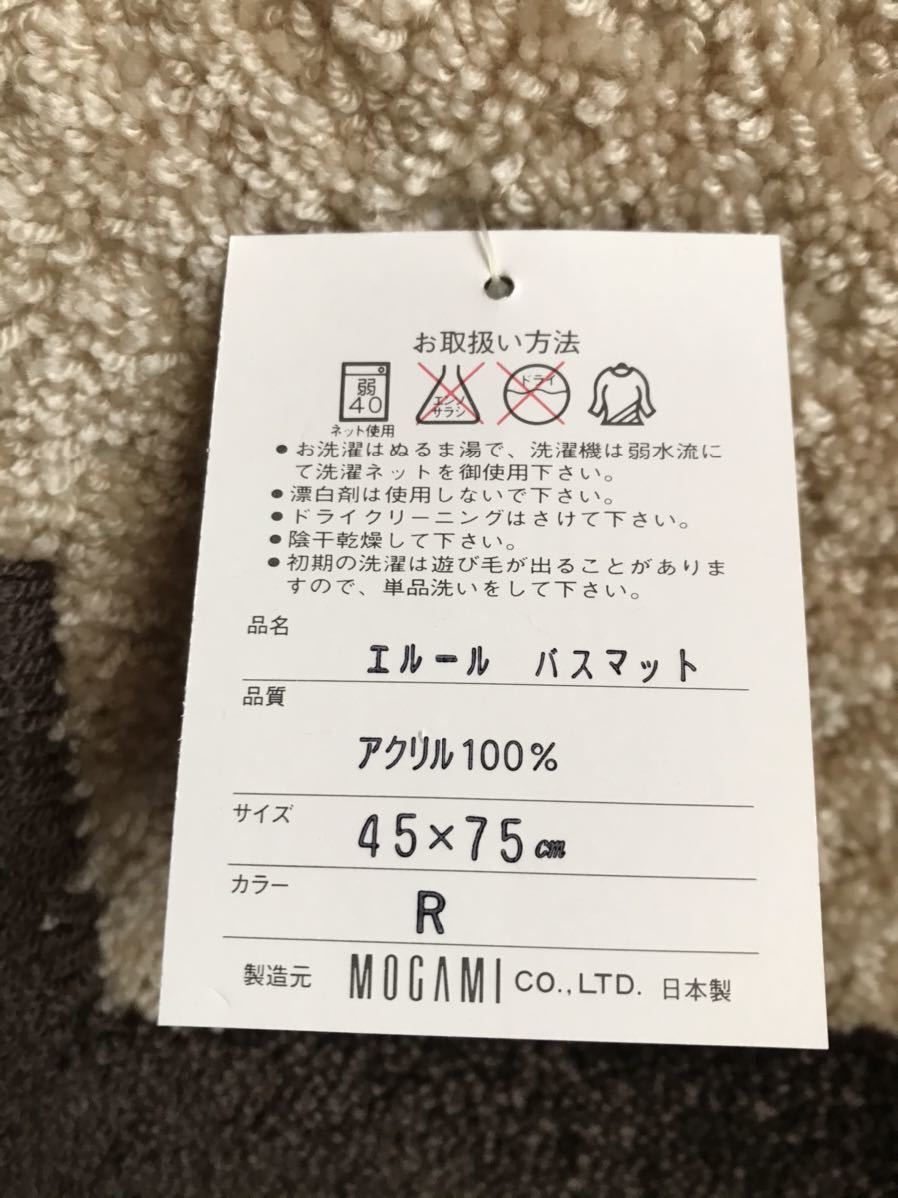 お取扱い方法
弱
40
ネット使用
エンソ
サラシ
ドライ
●お洗濯はぬるま湯で、洗濯機は弱水流に
て洗濯ネットを御使用下さい。
●漂白剤は使用しないで下さい。
●ドライクリーニングはさけて下さい。
●陰干乾燥して下さい。
●初期の洗濯は遊び毛が出ることがありま
すので、単品洗いをして下さい。
品名
エルール バスマット
品質
アクリル100%
サイズ
45×75cm
カラー
R
製造元 MOGAMI CO.,LTD. 日本製